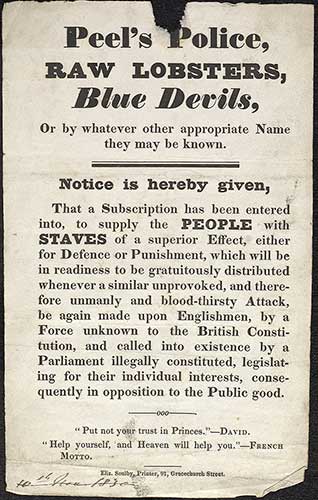 Peel's Police,
RAW LOBSTERS,
Blue Devils,
Or by whatever other appropriate Name
they may be known.
Notice is hereby given,
That a Subscription has been entered
into, to supply the PEOPLE with
STAVES of a superior Effect, either
for Defence or Punishment, which will be
in readiness to be gratuitously distributed
whenever a similar unprovoked, and there-
fore unmanly and blood-thirsty Attack,
be again made upon Englishmen, by a
Force unknown to the British Consti-
tution, and called into existence by a
Parliament illegally constituted, legislat-
ing for their individual interests, conse-
quently in opposition to the Public good.
"Put not your trust in Princes."—DAVID.
"Help yourself, and Heaven will help you."—FRENCH
MOTTO.
Eliz. Soulby, Printer, 91, Gracechurch Street.
10th Nov 1830